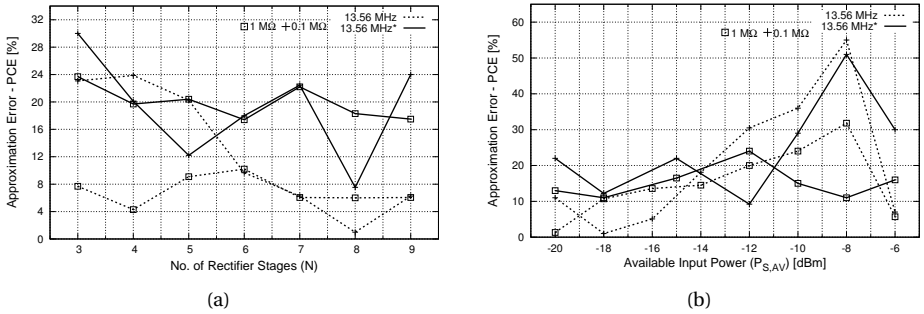 (a)
32
28
24
20
16
12
8
4
0
Approximation Error - PCE [%]
1 MΩ 0.1 MΩ
13.56 MHz
13.56 MHz*
3 4 5 6 7 8 9
No. of Rectifier Stages (N)
(a)
(b)
60
50
40
30
20
10
0
Approximation Error - PCE [%]
1 MΩ 0.1 MΩ
13.56 MHz
13.56 MHz*
-20 -18 -16 -14 -12 -10 -8 -6
Available Input Power (P_S,AV) [dBm]
(b)